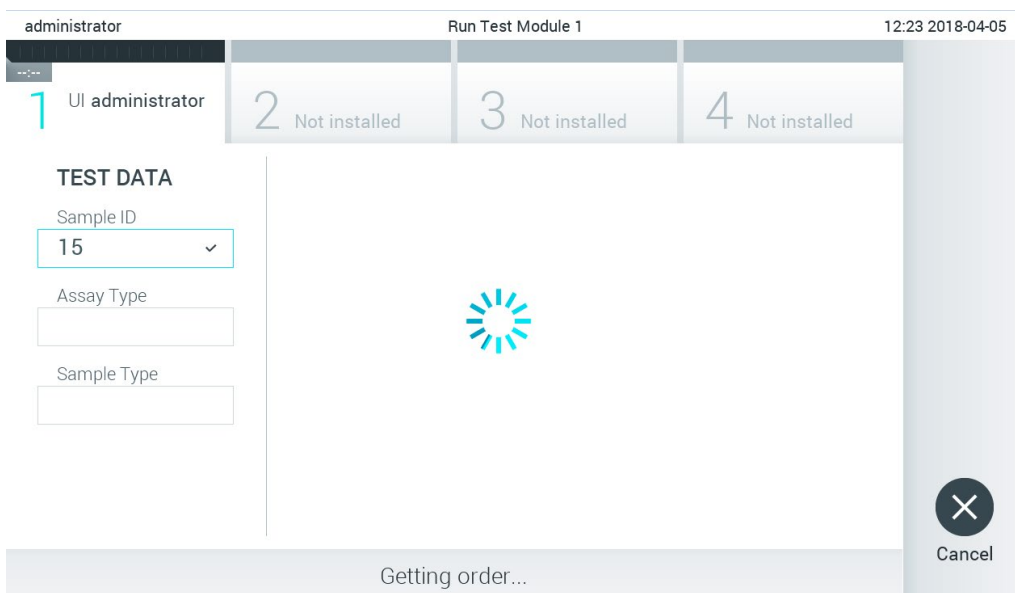 administrator Run Test Module 1 12:23 2018-04-05
--:--
1 UI administrator 2 Not installed 3 Not installed 4 Not installed
TEST DATA
Sample ID
15
Assay Type
Sample Type
Cancel
Getting order...